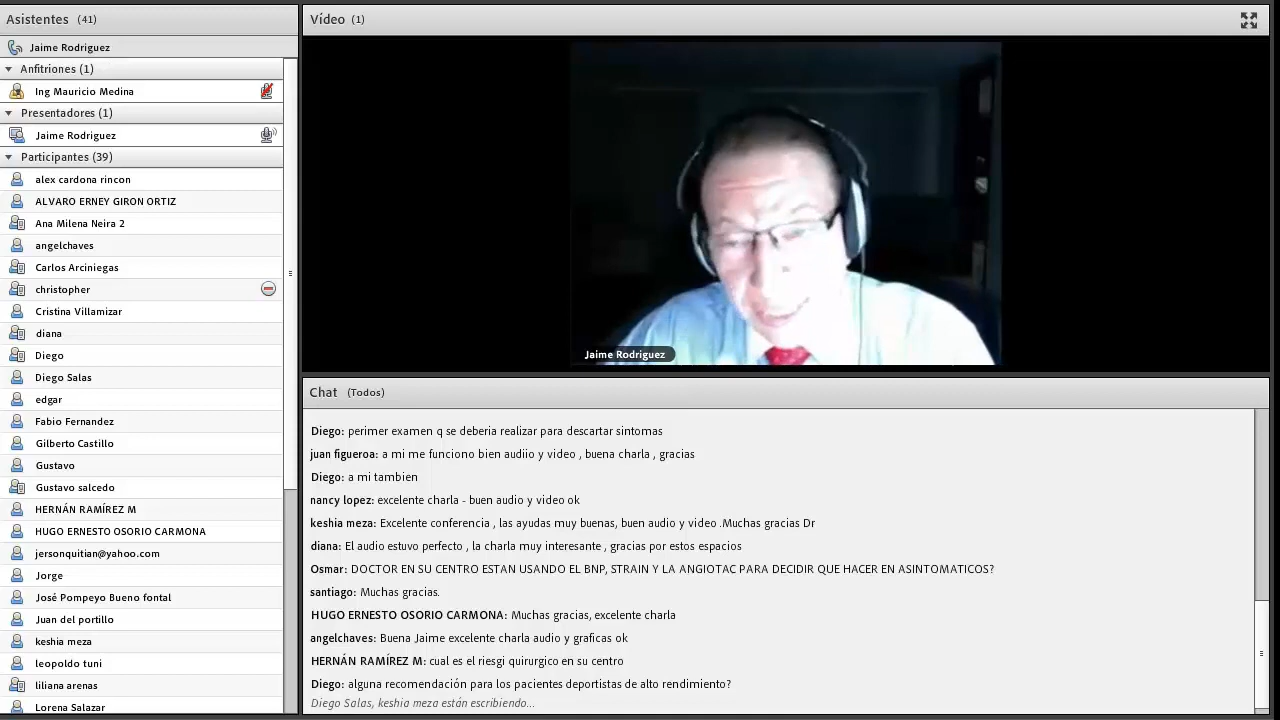 Asistentes (41)
Jaime Rodriguez
Anfitriones (1)
Ing Mauricio Medina
Presentadores (1)
Jaime Rodriguez
Participantes (39)
alex cardona rincon
ALVARO ERNEY GIRON ORTIZ
Ana Milena Neira 2
angelchaves
Carlos Arciniegas
christopher
Cristina Villamizar
diana
Diego
Diego Salas
edgar
Fabio Fernandez
Gilberto Castillo
Gustavo
Gustavo salcedo
HERNÁN RAMÍREZ M
HUGO ERNESTO OSORIO CARMONA
jersonquitian@yahoo.com
Jorge
José Pompeyo Bueno fontal
Juan del portillo
keshia meza
leopoldo tuni
liliana arenas
Lorena Salazar
Vídeo (1)
Jaime Rodriguez
Chat (Todos)
Diego: perimer examen q se deberia realizar para descartar sintomas
juan figueroa: a mi me funciono bien audiio y video , buena charla , gracias
Diego: a mi tambien
nancy lopez: excelente charla - buen audio y video ok
keshia meza: Excelente conferencia , las ayudas muy buenas, buen audio y video .Muchas gracias Dr
diana: El audio estuvo perfecto , la charla muy interesante , gracias por estos espacios
Osmar: DOCTOR EN SU CENTRO ESTAN USANDO EL BNP, STRAIN Y LA ANGIOTAC PARA DECIDIR QUE HACER EN ASINTOMATICOS?
santiago: Muchas gracias.
HUGO ERNESTO OSORIO CARMONA: Muchas gracias, excelente charla
angelchaves: Buena Jaime excelente charla audio y graficas ok
HERNÁN RAMÍREZ M: cual es el riesgi quirurgico en su centro
Diego: alguna recomendación para los pacientes deportistas de alto rendimiento?
Diego Salas, keshia meza están escribiendo...